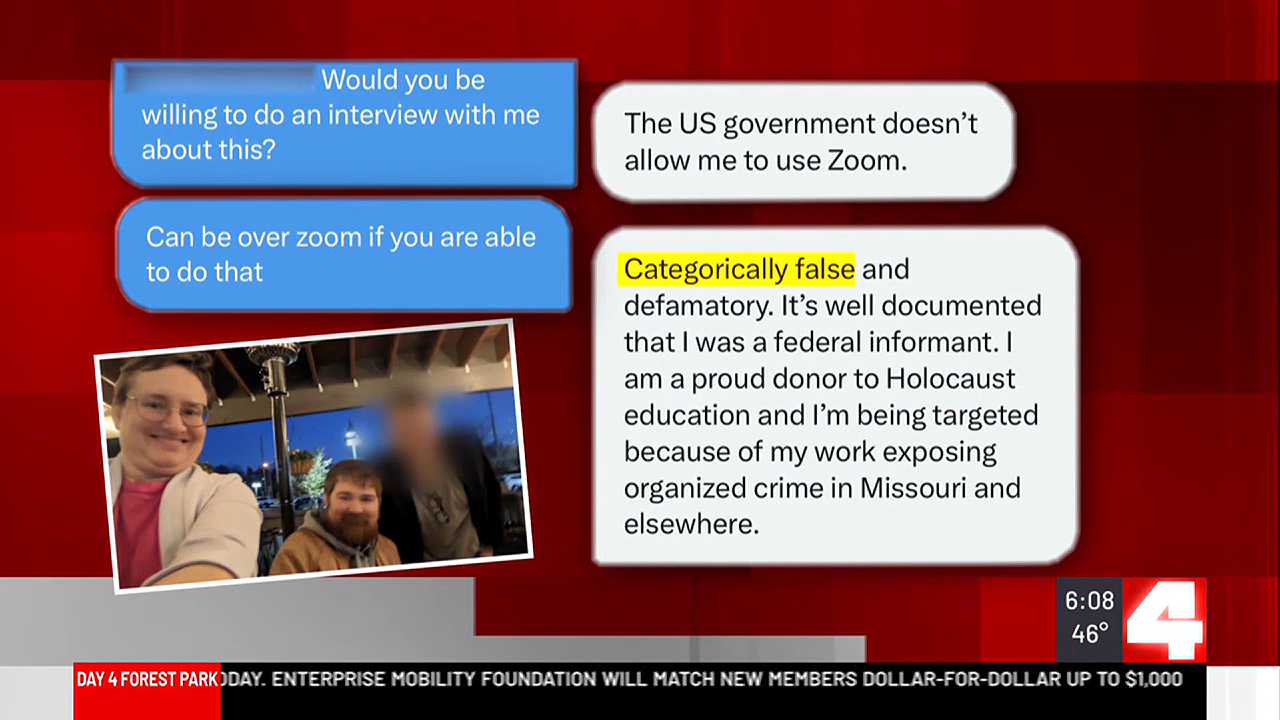 Would you be
willing to do an interview with me
about this?
Can be over zoom if you are able
to do that
The US government doesn’t
allow me to use Zoom.
Categorically false and
defamatory. It’s well documented
that I was a federal informant. I
am a proud donor to Holocaust
education and I’m being targeted
because of my work exposing
organized crime in Missouri and
elsewhere.
6:08
46°
4
DAY 4 FOREST PARK
ENTERPRISE MOBILITY FOUNDATION WILL MATCH NEW MEMBERS DOLLAR-FOR-DOLLAR UP TO $1,000